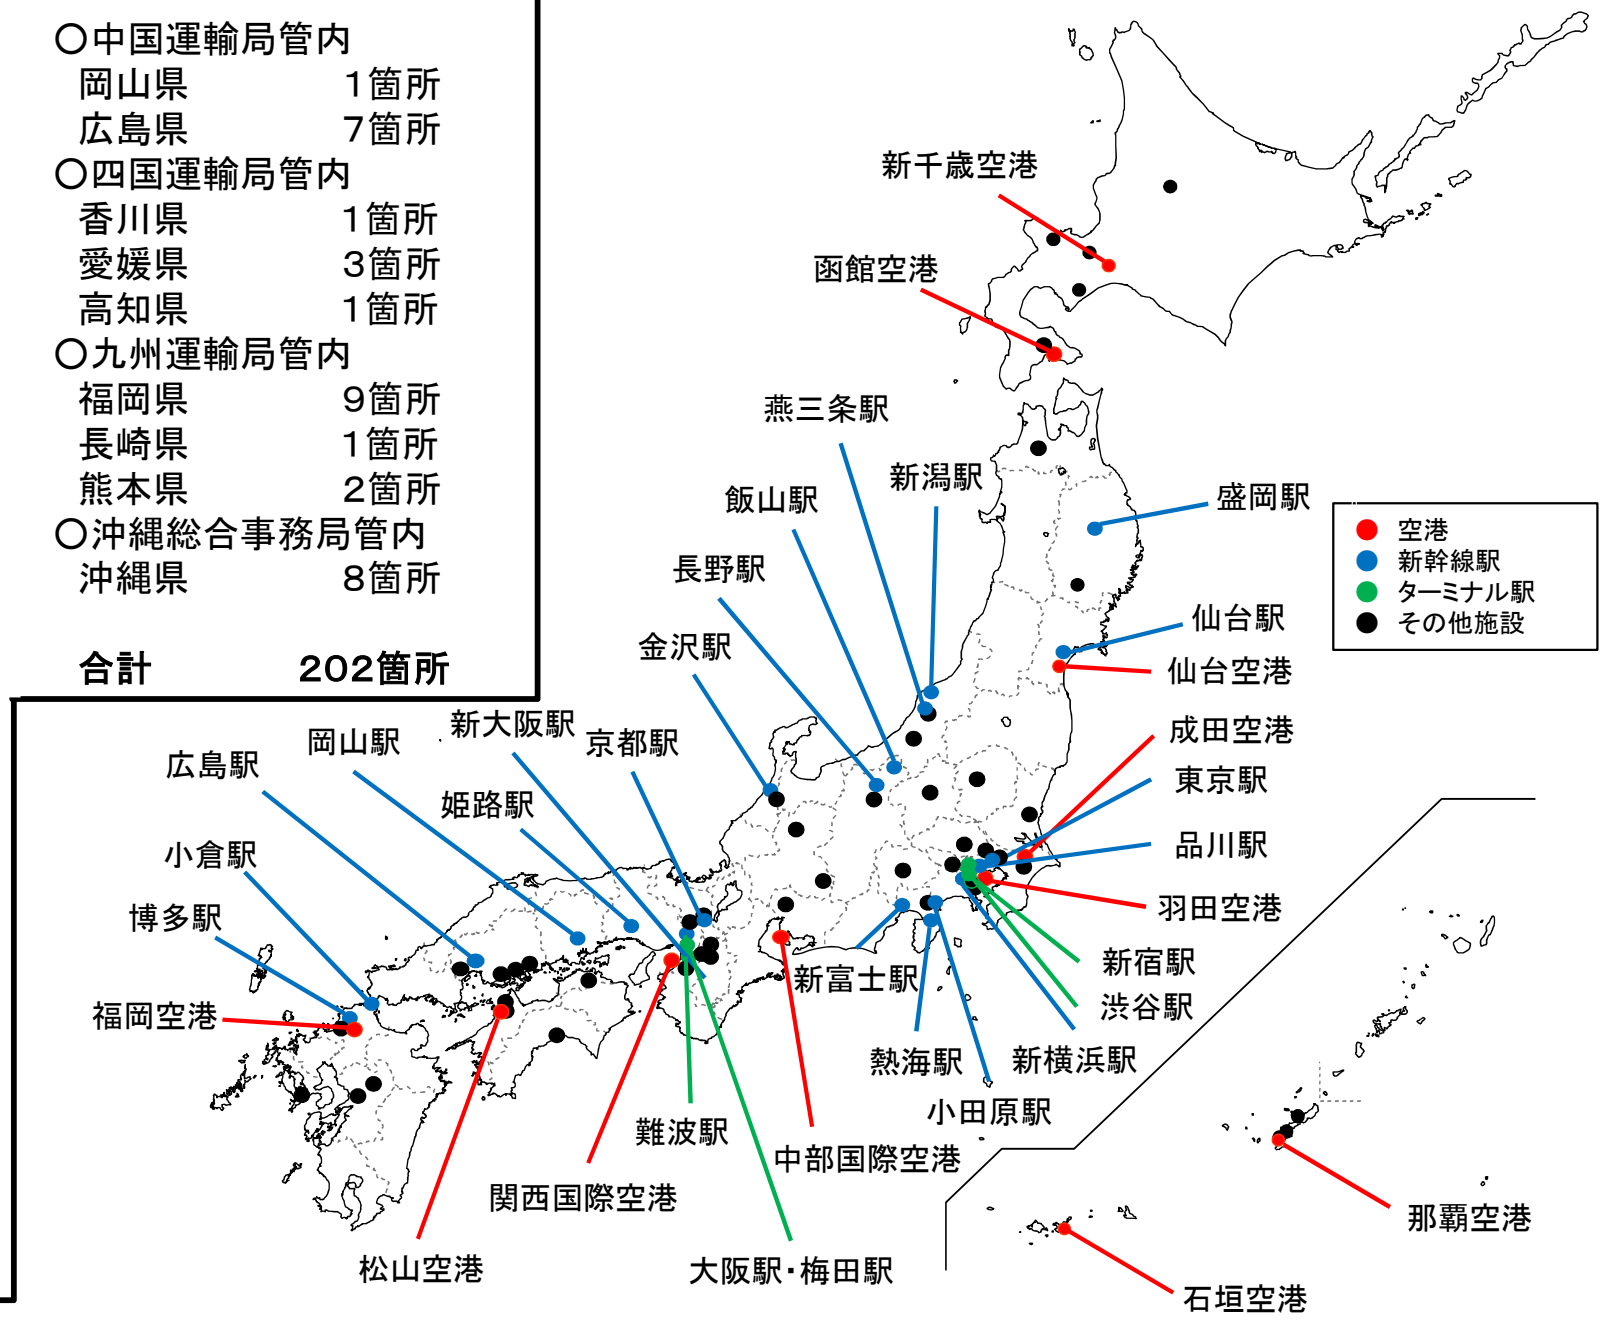 〇中国運輸局管内
岡山県 1箇所
広島県 7箇所
〇四国運輸局管内
香川県 1箇所
愛媛県 3箇所
高知県 1箇所
〇九州運輸局管内
福岡県 9箇所
長崎県 1箇所
熊本県 2箇所
〇沖縄総合事務局管内
沖縄県 8箇所
合計 202箇所
新千歳空港
函館空港
燕三条駅
新潟駅
飯山駅
長野駅
金沢駅
盛岡駅
空港
新幹線駅
ターミナル駅
その他施設
仙台駅
仙台空港
成田空港
東京駅
品川駅
羽田空港
新大阪駅
京都駅
岡山駅
広島駅
姫路駅
小倉駅
博多駅
福岡空港
新富士駅
新宿駅
渋谷駅
新横浜駅
熱海駅
小田原駅
難波駅
中部国際空港
関西国際空港
松山空港
大阪駅・梅田駅
那覇空港
石垣空港